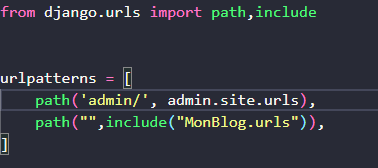 from django.urls import path,include
urlpatterns = [
    path('admin/', admin.site.urls),
    path("",include("MonBlog.urls")),
]